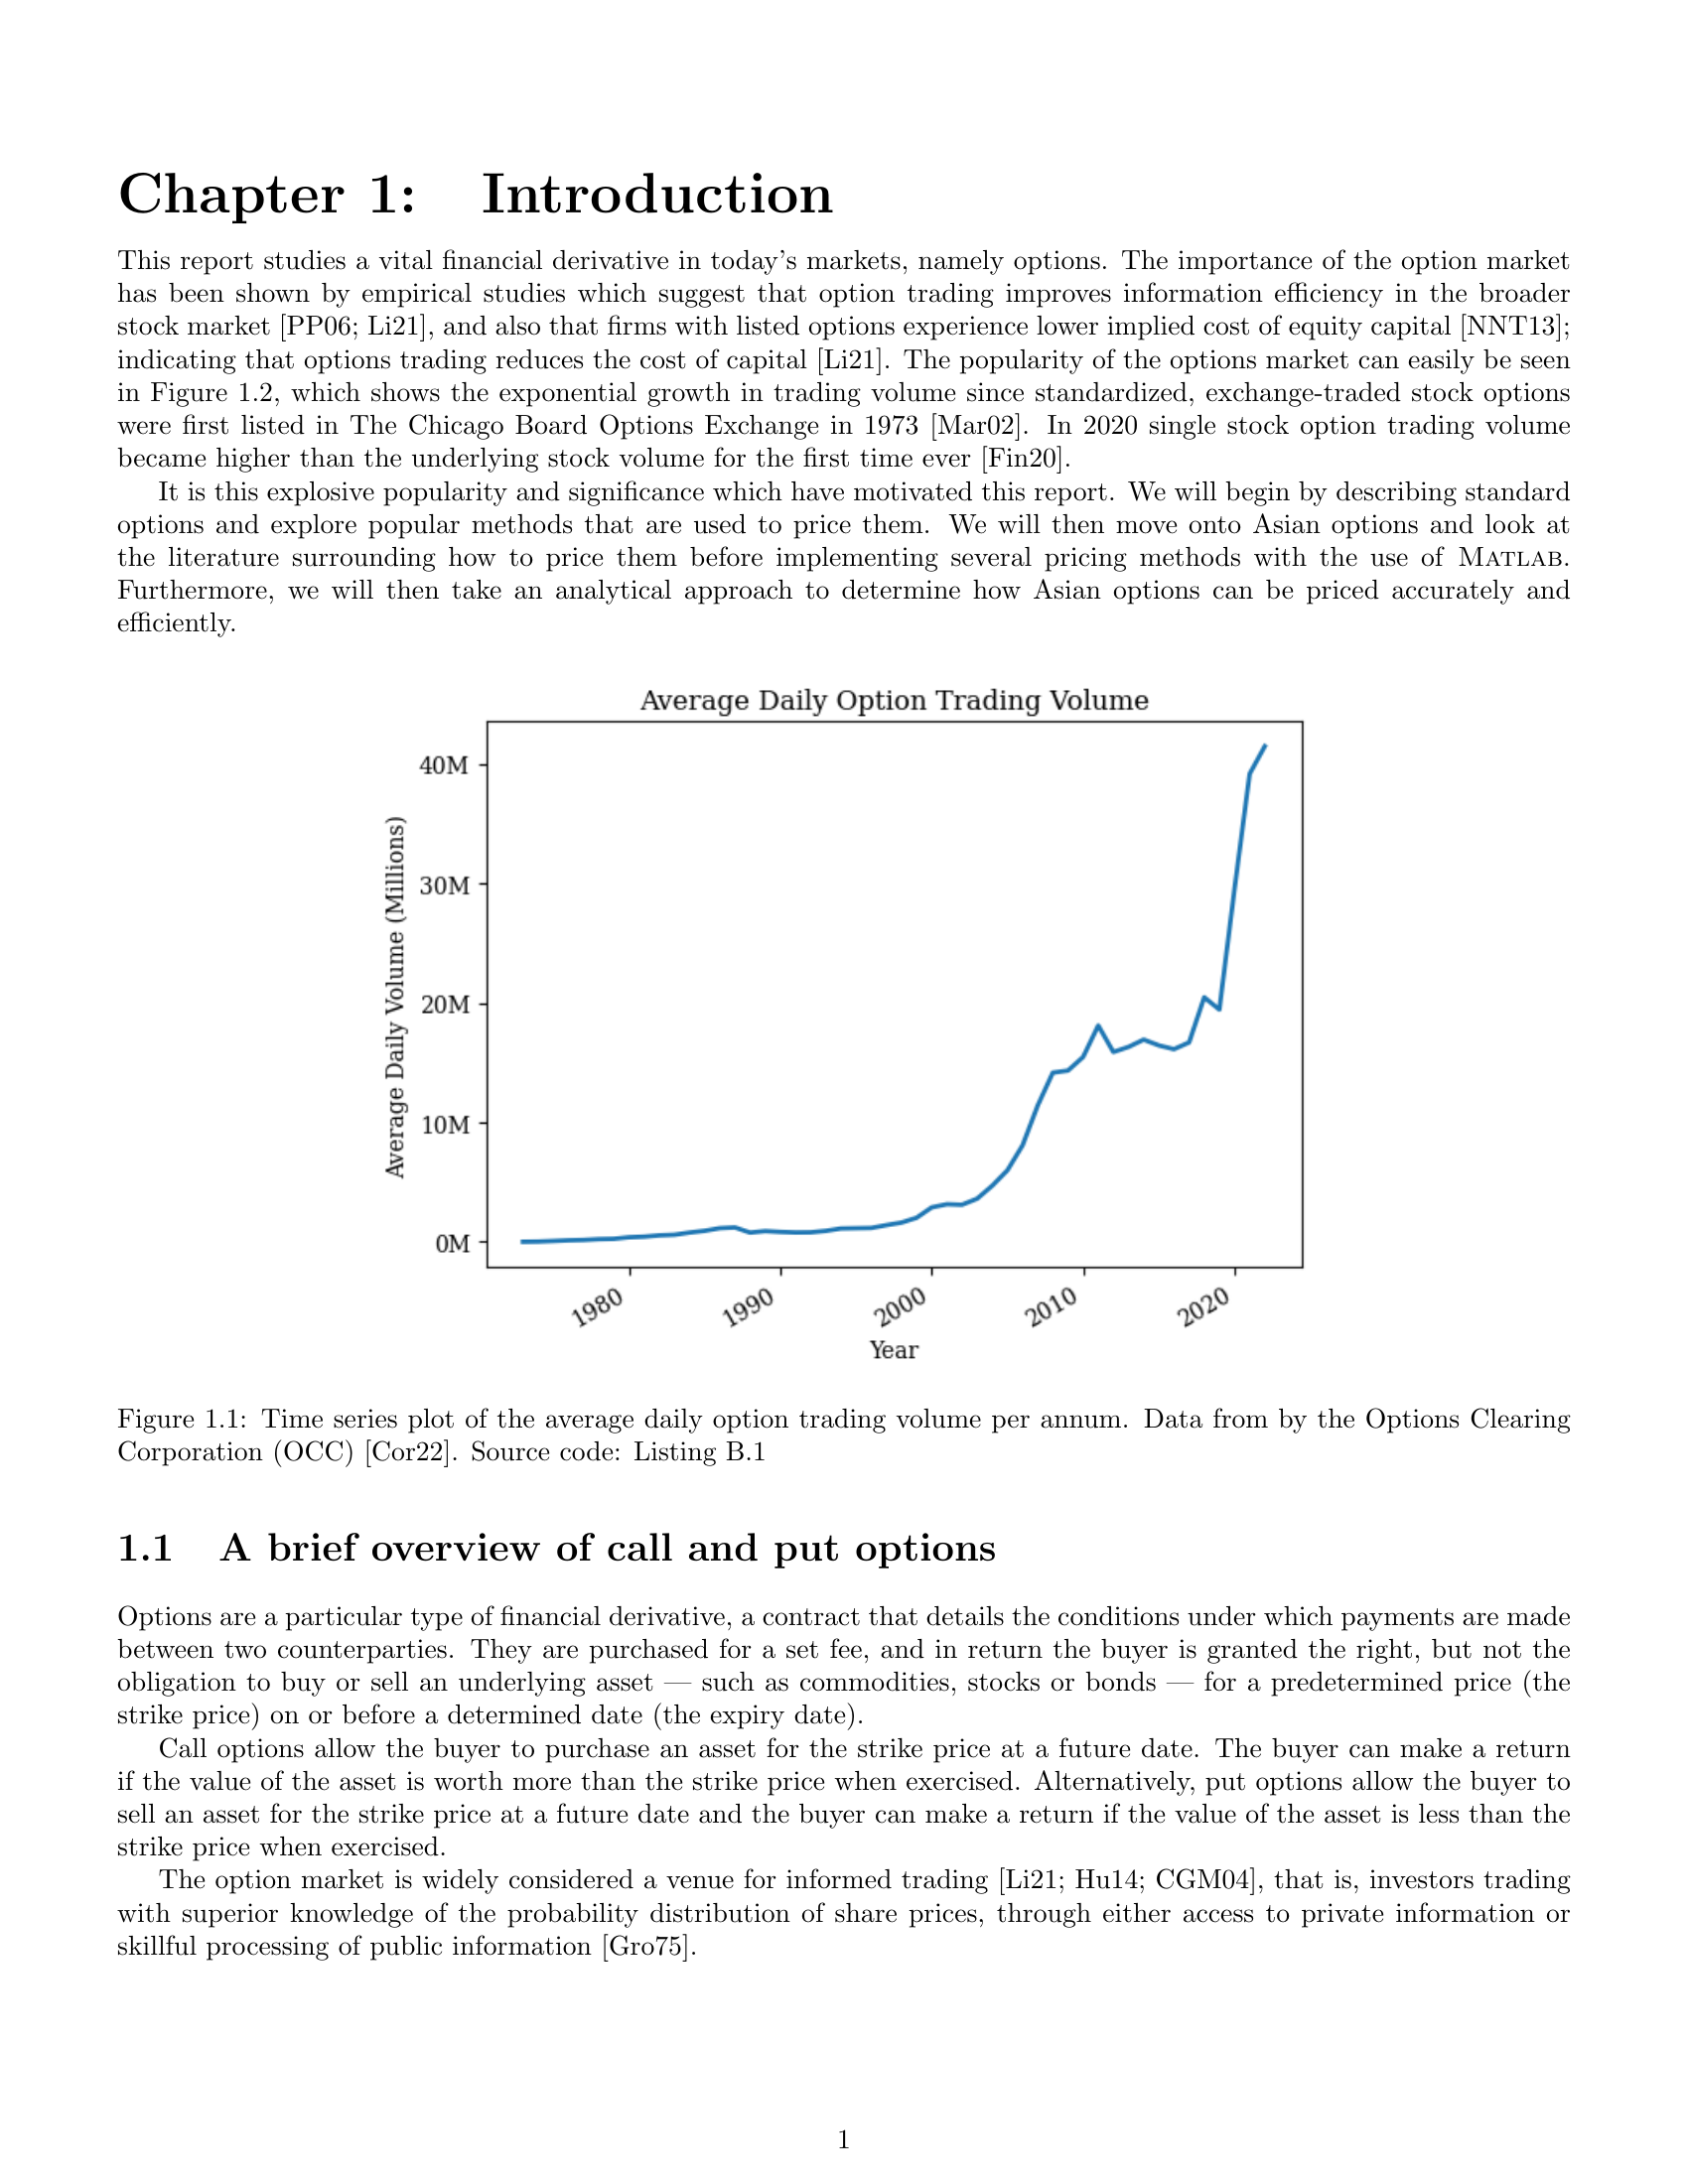 Chapter 1: Introduction
This report studies a vital financial derivative in today's markets, namely options. The importance of the option market
has been shown by empirical studies which suggest that option trading improves information efficiency in the broader
stock market [PP06; Li21], and also that firms with listed options experience lower implied cost of equity capital [NNT13];
indicating that options trading reduces the cost of capital [Li21]. The popularity of the options market can easily be seen
in Figure 1.2, which shows the exponential growth in trading volume since standardized, exchange-traded stock options
were first listed in The Chicago Board Options Exchange in 1973 [Mar02]. In 2020 single stock option trading volume
became higher than the underlying stock volume for the first time ever [Fin20].
It is this explosive popularity and significance which have motivated this report. We will begin by describing standard
options and explore popular methods that are used to price them. We will then move onto Asian options and look at
the literature surrounding how to price them before implementing several pricing methods with the use of MATLAB.
Furthermore, we will then take an analytical approach to determine how Asian options can be priced accurately and
efficiently.
Average Daily Option Trading Volume
Average Daily Volume (Millions)
40M
30M
20M
10M
0M
1980
1990
2000
2010
2020
Year
Figure 1.1: Time series plot of the average daily option trading volume per annum. Data from by the Options Clearing
Corporation (OCC) [Cor22]. Source code: Listing B.1
1.1 A brief overview of call and put options
Options are a particular type of financial derivative, a contract that details the conditions under which payments are made
between two counterparties. They are purchased for a set fee, and in return the buyer is granted the right, but not the
obligation to buy or sell an underlying asset — such as commodities, stocks or bonds — for a predetermined price (the
strike price) on or before a determined date (the expiry date).
Call options allow the buyer to purchase an asset for the strike price at a future date. The buyer can make a return
if the value of the asset is worth more than the strike price when exercised. Alternatively, put options allow the buyer to
sell an asset for the strike price at a future date and the buyer can make a return if the value of the asset is less than the
strike price when exercised.
The option market is widely considered a venue for informed trading [Li21; Hu14; CGM04], that is, investors trading
with superior knowledge of the probability distribution of share prices, through either access to private information or
skillful processing of public information [Gro75].
1